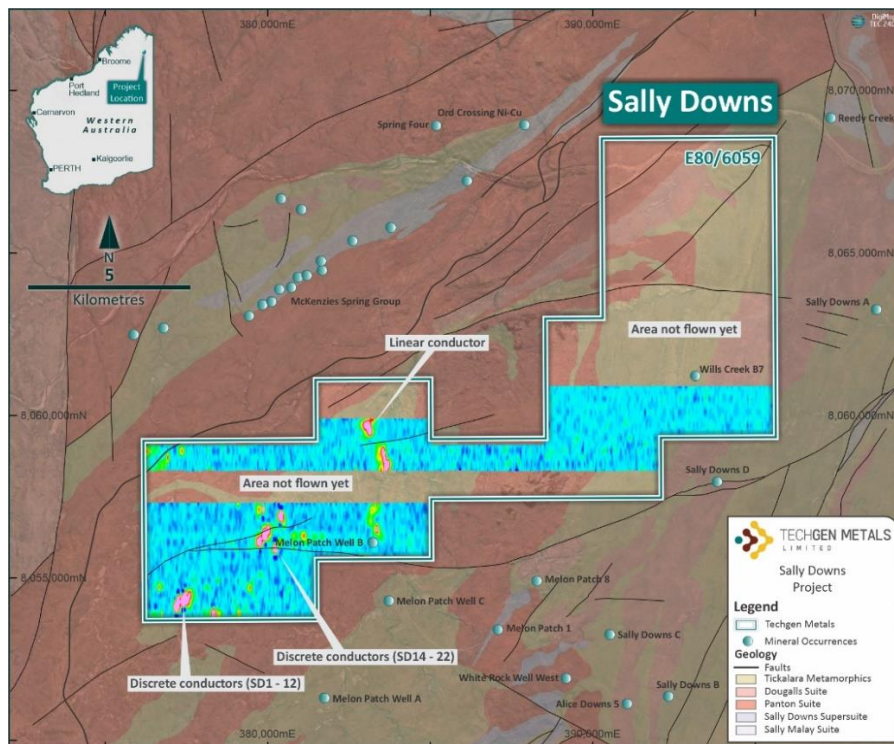 380,000mE
390,000mE
DigiMap
TEC 240
Broome
Project
Location
Port
Hedland
Carnarvon
Western
Australia
Kalgoorlie
PERTH
N
5
Kilometres
Ord Crossing Ni-Cu
Spring Four
Sally Downs
E80/6059
8,070,000mN
Reedy Creek
8,065,000mN
McKenzies Spring Group
Sally Downs A
Linear conductor
Area not flown yet
Wills Creek B7
8,060,000mN
8,060,000mN
Area not flown yet
Sally Downs D
Melon Patch Well B
8,055,000mN
Melon Patch 8
Melon Patch Well C
Melon Patch 1
Sally Downs C
Discrete conductors (SD14 - 22)
Discrete conductors (SD1 - 12)
White Rock Well West
Melon Patch Well A
Alice Downs 5
Sally Downs B
380,000mE
390,000mE
TECHGEN METALS
LIMITED
Sally Downs
Project
Legend
Techgen Metals
Mineral Occurrences
Geology
Faults
Tickalara Metamorphics
Dougalls Suite
Panton Suite
Sally Downs Supersuite
Sally Malay Suite